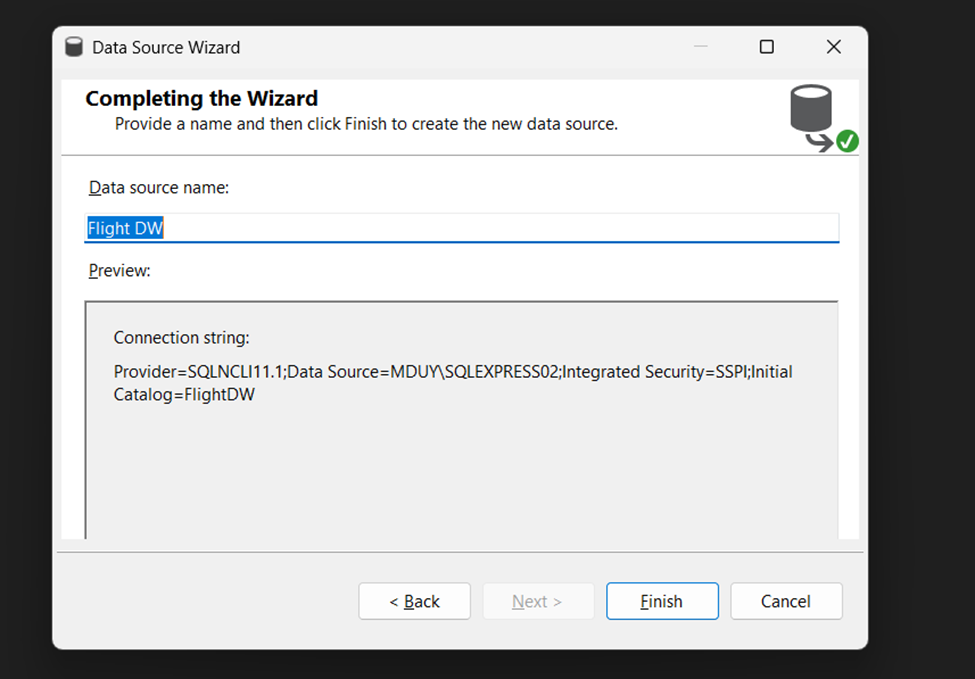 Data Source Wizard
Completing the Wizard
Provide a name and then click Finish to create the new data source.
Data source name:
Flight DW
Preview:
Connection string:
Provider=SQLNCLI11.1;Data Source=MDUY\SQLEXPRESS02;Integrated Security=SSPI;Initial
Catalog=FlightDW
< Back
Next >
Finish
Cancel